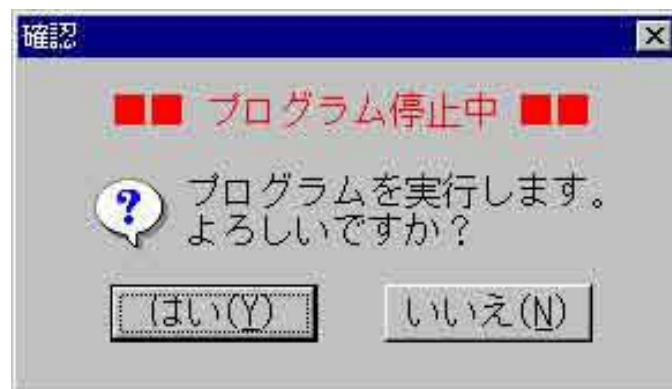 確認
■■ プログラム停止中 ■■
プログラムを実行します。
よろしいですか？
はい(Y) いいえ(N)